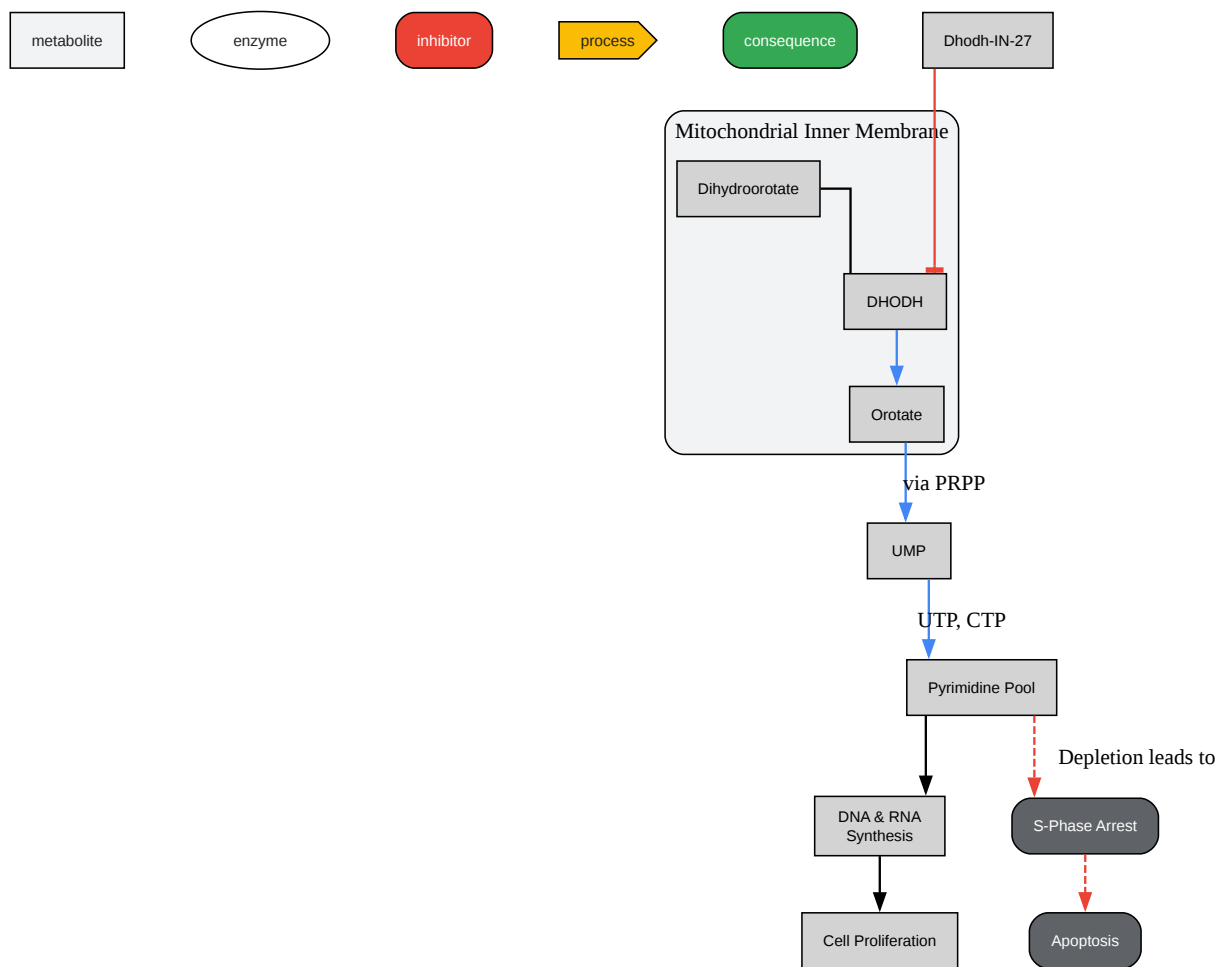 metabolite
enzyme
inhibitor
process
consequence
Dhodh-IN-27
Mitochondrial Inner Membrane
Dihydroorotate
DHODH
Orotate
via PRPP
UMP
UTP, CTP
Pyrimidine Pool
Depletion leads to
DNA & RNA
Synthesis
S-Phase Arrest
Cell Proliferation
Apoptosis